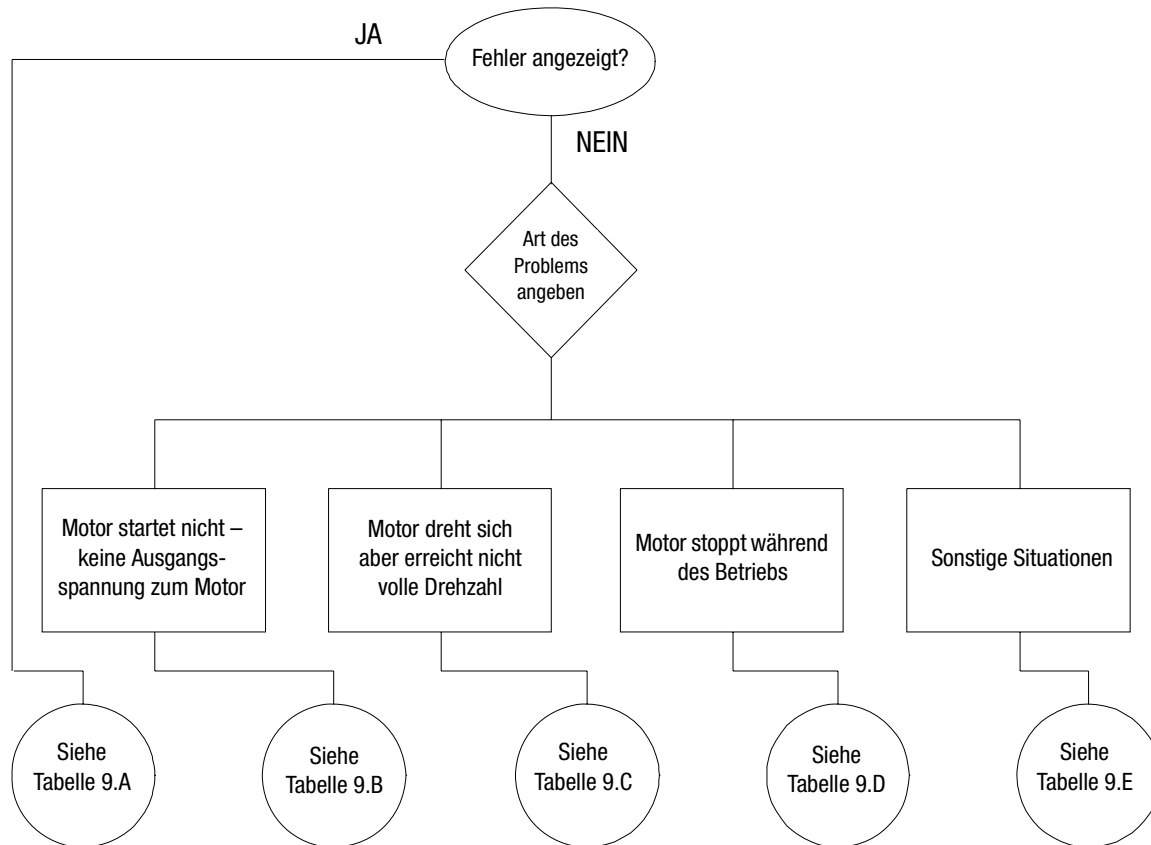 JA
Fehler angezeigt?
NEIN
Art des
Problems
angeben
Motor startet nicht –
keine Ausgangs-
spannung zum Motor
Motor dreht sich
aber erreicht nicht
volle Drehzahl
Motor stoppt während
des Betriebs
Sonstige Situationen
Siehe
Tabelle 9.A
Siehe
Tabelle 9.B
Siehe
Tabelle 9.C
Siehe
Tabelle 9.D
Siehe
Tabelle 9.E